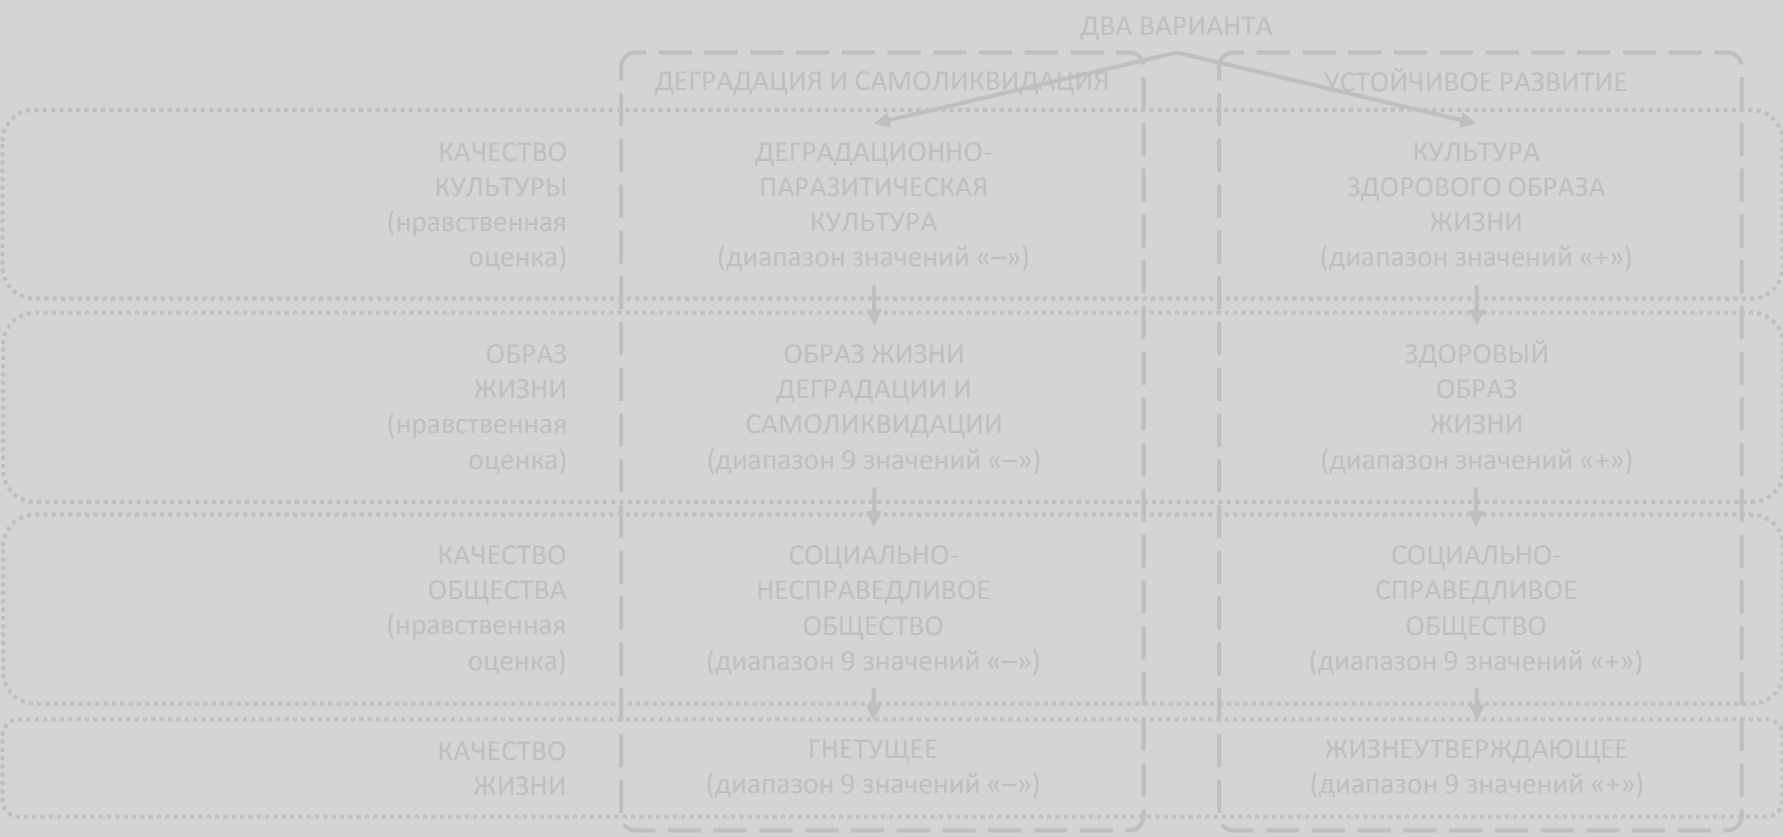 ДВА ВАРИАНТА
ДЕГРАДАЦИЯ И САМОЛИКВИДАЦИЯ
УСТОЙЧИВОЕ РАЗВИТИЕ
КАЧЕСТВО
КУЛЬТУРЫ
(нравственная
оценка)
ДЕГРАДАЦИОННО-
ПАРАЗИТИЧЕСКАЯ
КУЛЬТУРА
(диапазон значений «–»)
КУЛЬТУРА
ЗДОРОВОГО ОБРАЗА
ЖИЗНИ
(диапазон значений «+»)
ОБРАЗ
ЖИЗНИ
(нравственная
оценка)
ОБРАЗ ЖИЗНИ
ДЕГРАДАЦИИ И
САМОЛИКВИДАЦИИ
(диапазон 9 значений «–»)
ЗДОРОВЫЙ
ОБРАЗ
ЖИЗНИ
(диапазон значений «+»)
КАЧЕСТВО
ОБЩЕСТВА
(нравственная
оценка)
СОЦИАЛЬНО-
НЕСПРАВЕДЛИВОЕ
ОБЩЕСТВО
(диапазон 9 значений «–»)
СОЦИАЛЬНО-
СПРАВЕДЛИВОЕ
ОБЩЕСТВО
(диапазон 9 значений «+»)
КАЧЕСТВО
ЖИЗНИ
ГНЕТУЩЕЕ
(диапазон 9 значений «–»)
ЖИЗНЕУТВЕРЖДАЮЩЕЕ
(диапазон 9 значений «+»)